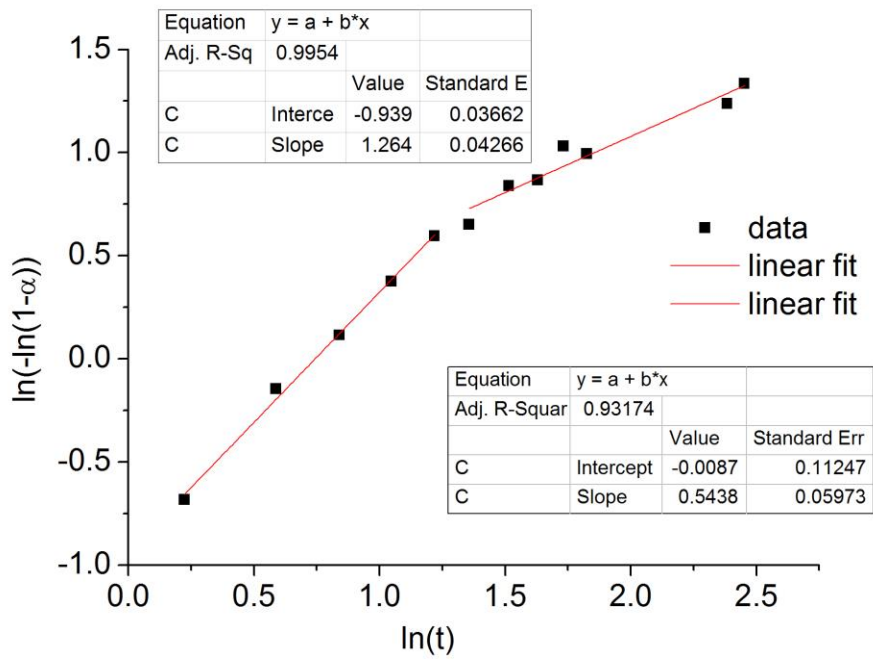 Equation y = a + b*x
Adj. R-Sq 0.9954
Value Standard E
C Interce -0.939 0.03662
C Slope 1.264 0.04266
1.5
1.0
0.5
0.0
-0.5
-1.0
ln(-ln(1-α))
data
linear fit
linear fit
Equation y = a + b*x
Adj. R-Squar 0.93174
Value Standard Err
C Intercept -0.0087 0.11247
C Slope 0.5438 0.05973
0.0 0.5 1.0 1.5 2.0 2.5
ln(t)